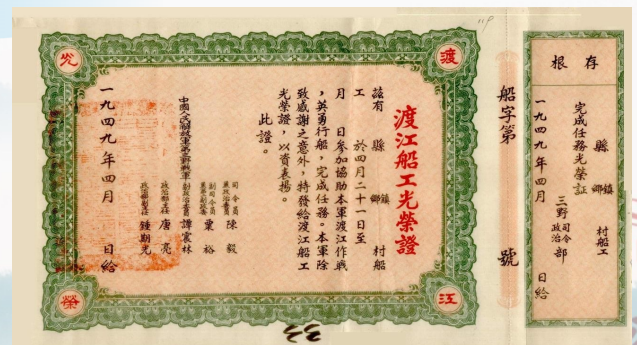 存根
縣 鎮鄉 村船工
完成任務光榮証
三野司令政治部
一九四九年四月 日給
船字第 號
渡
江
光
榮
渡江船工光榮證
茲有 縣 鎮鄉 村船
工 於四月二十一日至
月 日參加協助本軍渡江作戰
，英勇行船，完成任務。本軍除
致感謝之意外，特發給渡江船工
光榮證，以資表揚。
此證。
中國人民解放軍第三野戰軍
司令員
政治委員 陳毅
副司令員 粟裕
副政治委員 譚震林
政治部主任 唐亮
政治部副主任 鍾期光
一九四九年四月 日給
33